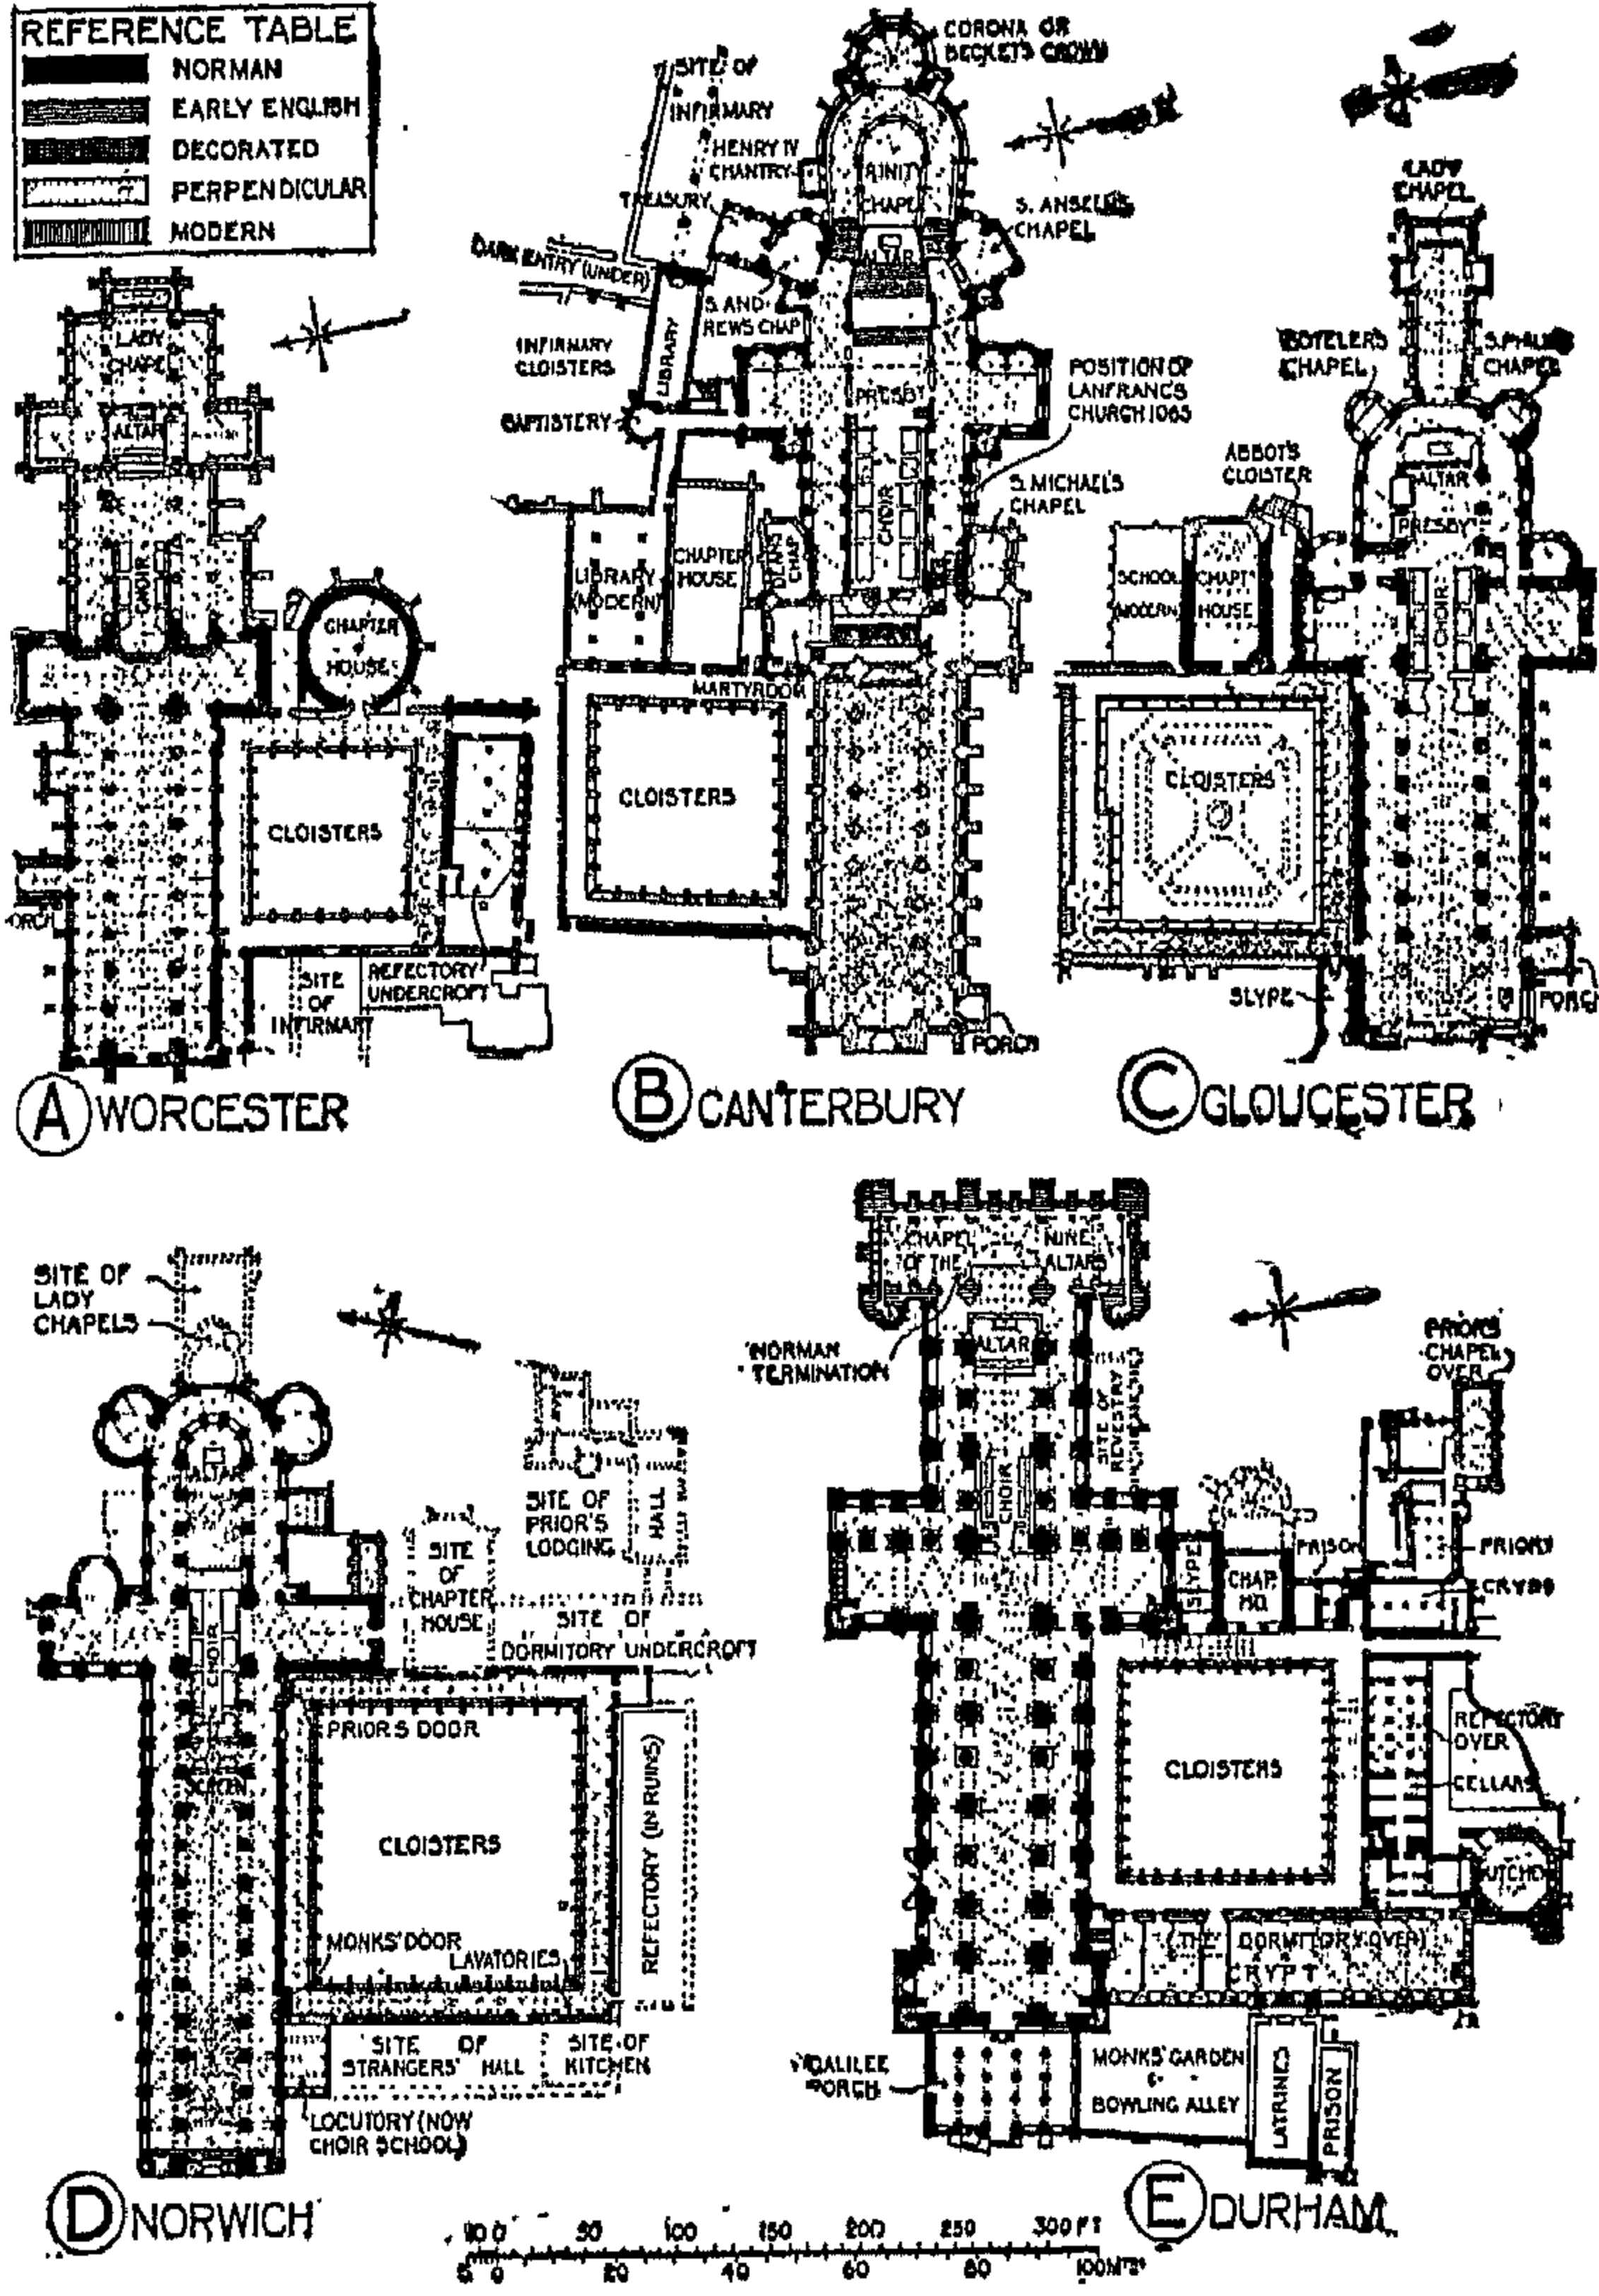 REFERENCE TABLE
NORMAN
EARLY ENGLISH
DECORATED
PERPENDICULAR
MODERN
LADY
CHAPEL
ALTAR
CHOIR
CHAPTER
HOUSE
CLOISTERS
SITE
OF
INFIRMARY
REFECTORY
UNDERCROFT
A WORCESTER
CORONA OR
BECKET'S CROWN
SITE OF
INFIRMARY
HENRY IV
CHANTRY
TRINITY
CHAPEL
TREASURY
S. ANSELM'S
CHAPEL
DARK ENTRY (UNDER)
ALTAR
S. AND-
REWS CHAP
INFIRMARY
CLOISTERS
LIBRARY
BAPTISTERY
PRESBY
POSITION OF
LANFRANC'S
CHURCH 1065
CHOIR
S. MICHAEL'S
CHAPEL
LIBRARY
(MODERN)
CHAPTER
HOUSE
DEAN'S
CHAP
MARTYRDOM
CLOISTERS
PORCH
B CANTERBURY
LADY
CHAPEL
BOTELER'S
CHAPEL
S. PHILIP'S
CHAPEL
ABBOT'S
CLOISTER
ALTAR
PRESBY
SCHOOL
(MODERN)
CHAPTR
HOUSE
CHOIR
CLOISTERS
SLYPE
PORCH
C GLOUCESTER
SITE OF
LADY
CHAPELS
ALTAR
SITE OF
PRIOR'S
LODGING
HALL
SITE
OF
CHAPTER
HOUSE
SITE OF
DORMITORY UNDERCROFT
CHOIR
PRIORS DOOR
CLOISTERS
REFECTORY (IN RUINS)
MONKS' DOOR
LAVATORIES
SITE OF
STRANGERS' HALL
SITE OF
KITCHEN
LOCUTORY (NOW
CHOIR SCHOOL)
D NORWICH
CHAPEL
OF THE
NINE
ALTARS
NORMAN
TERMINATION
ALTAR
SITE OF
REVESTRY
PRIOR'S
CHAPEL
OVER
CHOIR
SLYPE
CHAP.
HO.
PRISON
PRIORY
CRYPT
CLOISTERS
REFECTORY
OVER
CELLARS
KITCHEN
(THE DORMITORY OVER)
CRYPT
GALILEE
PORCH
MONKS' GARDEN
BOWLING ALLEY
LATRINES
PRISON
E DURHAM
50 100 150 200 250 300 FT
0 20 40 60 80 100 MTRS